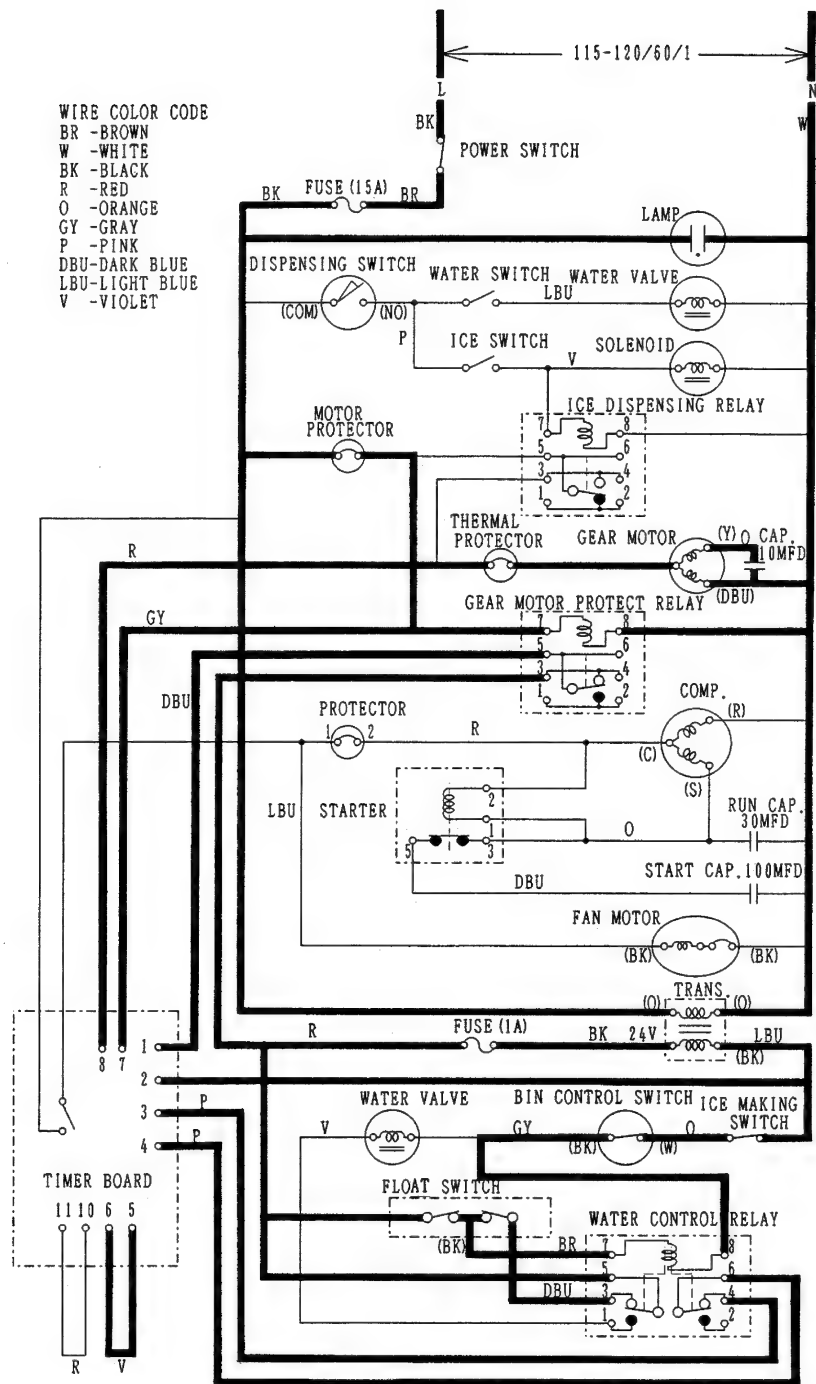 115-120/60/1
L
N
WIRE COLOR CODE
BR -BROWN
W -WHITE
BK -BLACK
R -RED
O -ORANGE
GY -GRAY
P -PINK
DBU-DARK BLUE
LBU-LIGHT BLUE
V -VIOLET
BK
W
POWER SWITCH
BK
FUSE (15A)
BR
LAMP
DISPENSING SWITCH
WATER SWITCH
WATER VALVE
LBU
(COM)
(NO)
P
ICE SWITCH
SOLENOID
V
ICE DISPENSING RELAY
MOTOR
PROTECTOR
7
8
5
6
3
4
1
2
THERMAL
PROTECTOR
GEAR MOTOR
(Y)
O
CAP.
10MFD
R
(DBU)
GEAR MOTOR PROTECT RELAY
GY
7
8
5
6
3
4
1
2
DBU
PROTECTOR
1
2
R
COMP.
(R)
(C)
(S)
LBU
STARTER
2
1
5
3
O
RUN CAP.
30MFD
DBU
START CAP.100MFD
FAN MOTOR
(BK)
(BK)
TRANS.
(O)
(O)
R
FUSE (1A)
BK
24V
LBU
(BK)
8
7
1
2
3
4
P
P
WATER VALVE
BIN CONTROL SWITCH
ICE MAKING
SWITCH
V
GY
(BK)
(W)
O
TIMER BOARD
11
10
6
5
FLOAT SWITCH
(BK)
WATER CONTROL RELAY
BR
DBU
7
8
5
6
3
4
1
2
R
V